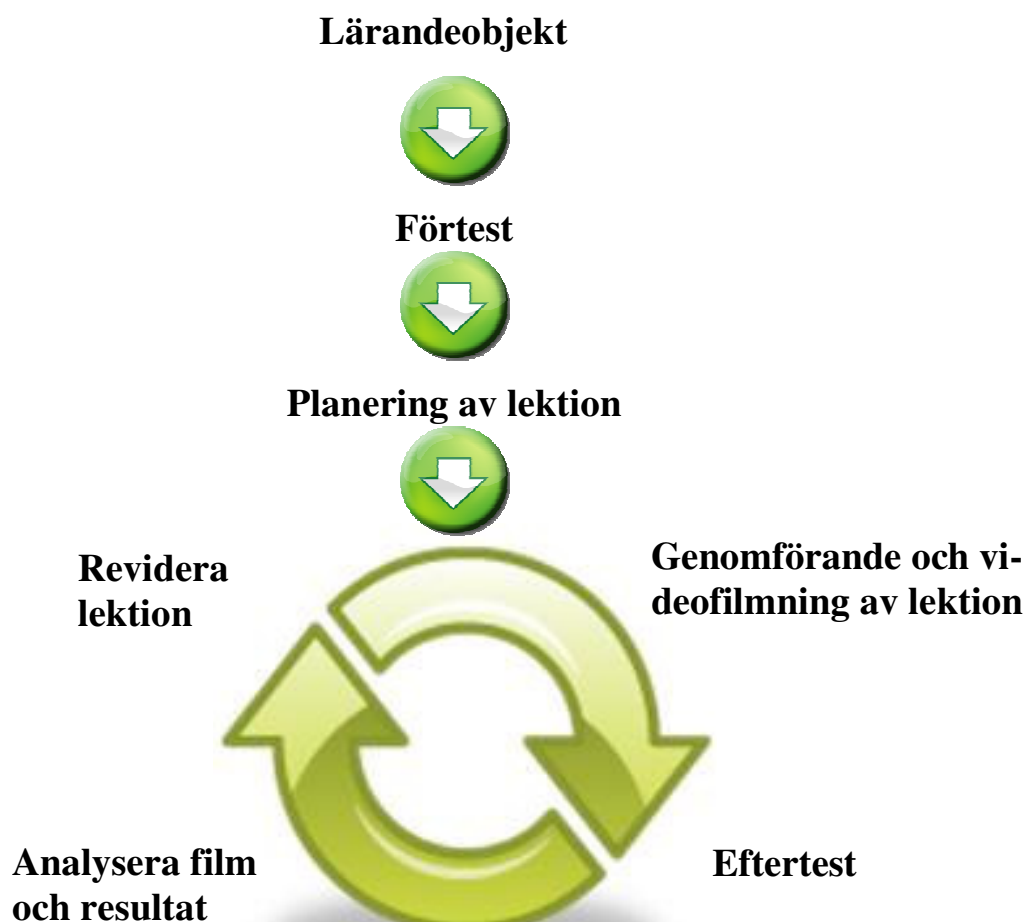 Lärandeobjekt
Förtest
Planering av lektion
Revidera
lektion
Genomförande och vi-
deofilmning av lektion
Analysera film
och resultat
Eftertest